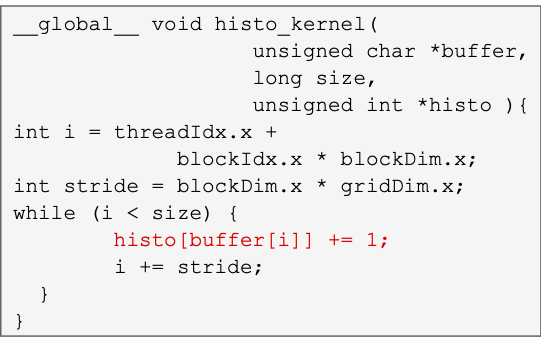 __global__ void histo_kernel(
unsigned char *buffer,
long size,
unsigned int *histo ){
int i = threadIdx.x +
blockIdx.x * blockDim.x;
int stride = blockDim.x * gridDim.x;
while (i < size) {
histo[buffer[i]] += 1;
i += stride;
}
}